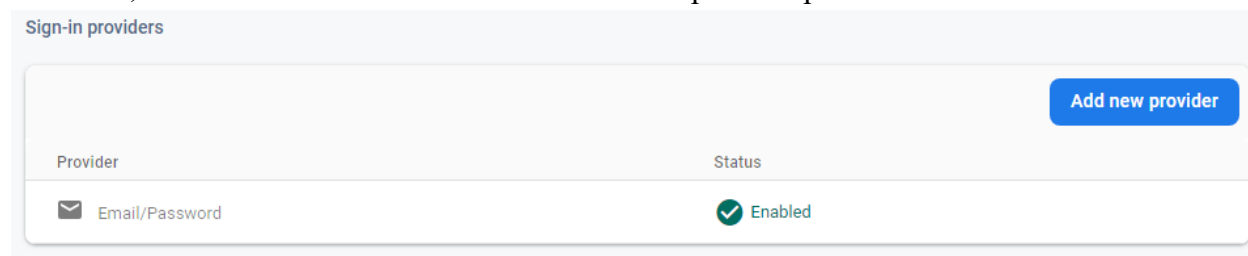 Sign-in providers
Add new provider
Provider Status
Email/Password Enabled